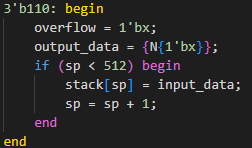 3'b110: begin
overflow = 1'bx;
output_data = {N{1'bx}};
if (sp < 512) begin
stack[sp] = input_data;
sp = sp + 1;
end
end